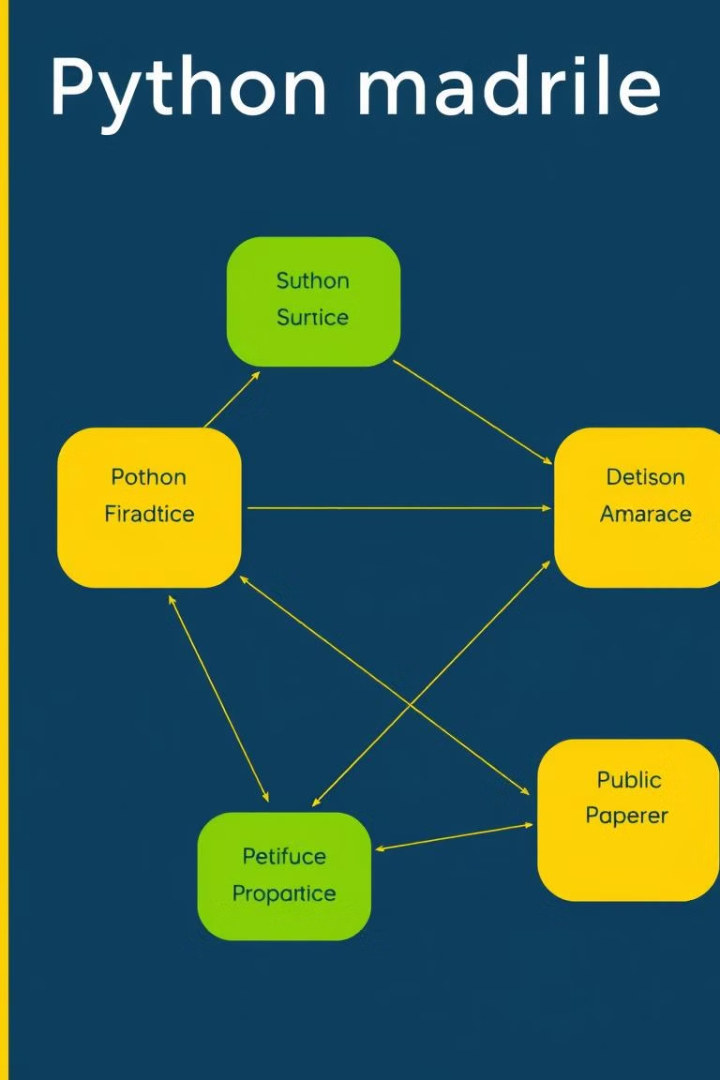 Python madrile
Suthon
Surtice
Pothon
Firadtice
Detison
Amarace
Public
Paperer
Petifuce
Propartice